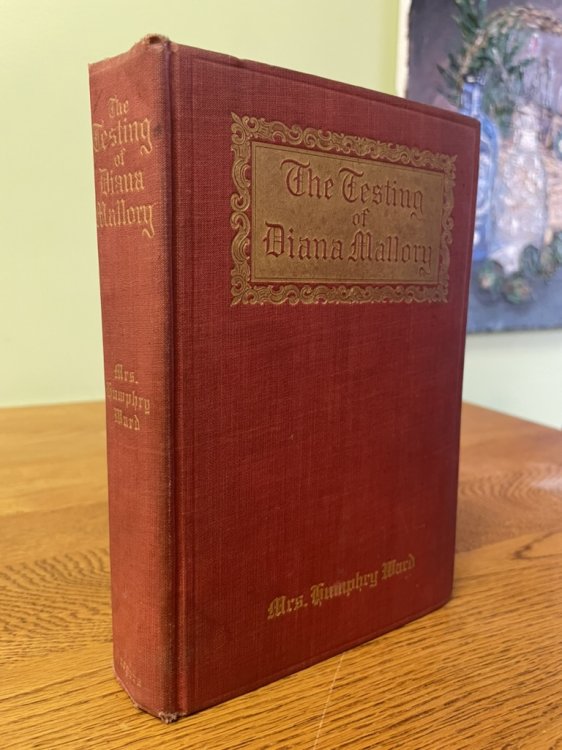 The
Testing
of
Diana
Mallory
Mrs.
Humphry
Ward
The Testing
of
Diana Mallory
Mrs. Humphry Ward